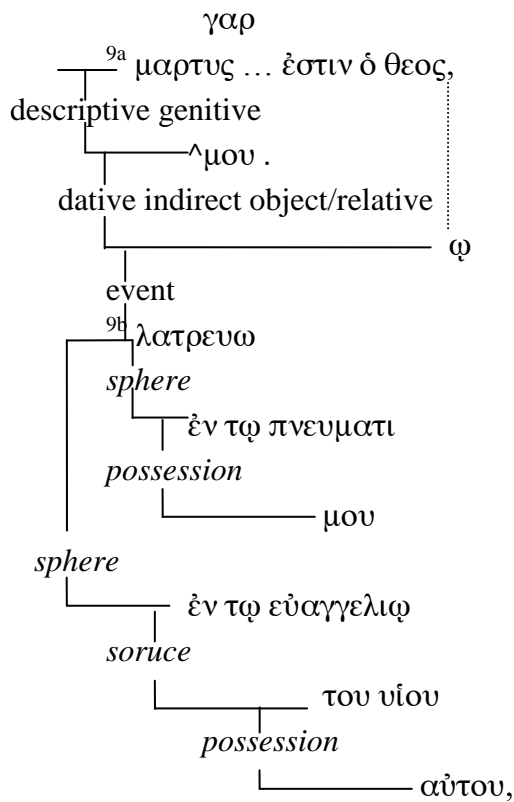 γαρ
9a μαρτυς … ἐστιν ὁ θεος,
descriptive genitive
^μου .
dative indirect object/relative
ῳ
event
9b λατρευω
sphere
ἐν τῳ πνευματι
possession
μου
sphere
ἐν τῳ εὐαγγελιῳ
soruce
του υἱου
possession
αὐτου,